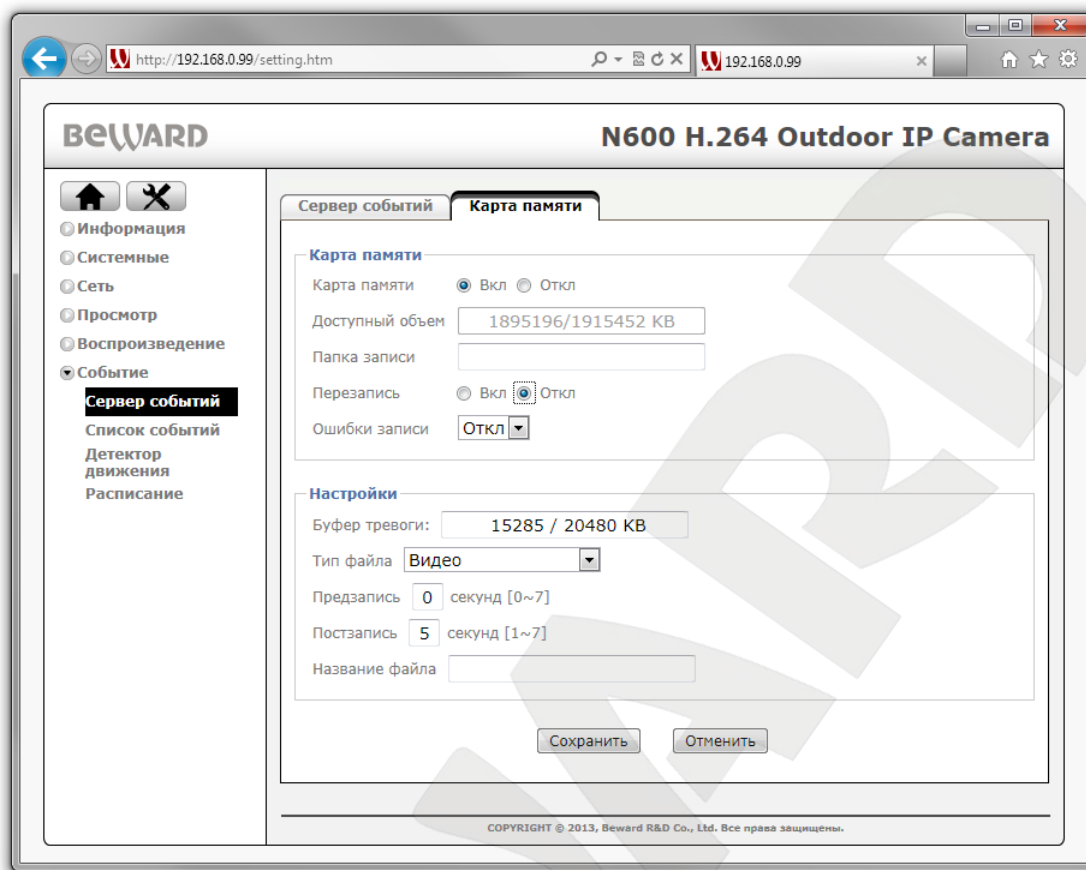 http://192.168.0.99/setting.htm
192.168.0.99
BEWARD
N600 H.264 Outdoor IP Camera
Информация
Системные
Сеть
Просмотр
Воспроизведение
Событие
Сервер событий
Список событий
Детектор
движения
Расписание
Сервер событий Карта памяти
Карта памяти
Карта памяти Вкл Откл
Доступный объем 1895196/1915452 KB
Папка записи
Перезапись Вкл Откл
Ошибки записи Откл
Настройки
Буфер тревоги: 15285 / 20480 KB
Тип файла Видео
Предзапись 0 секунд [0~7]
Постзапись 5 секунд [1~7]
Название файла
Сохранить Отменить
COPYRIGHT © 2013, Beward R&D Co., Ltd. Все права защищены.